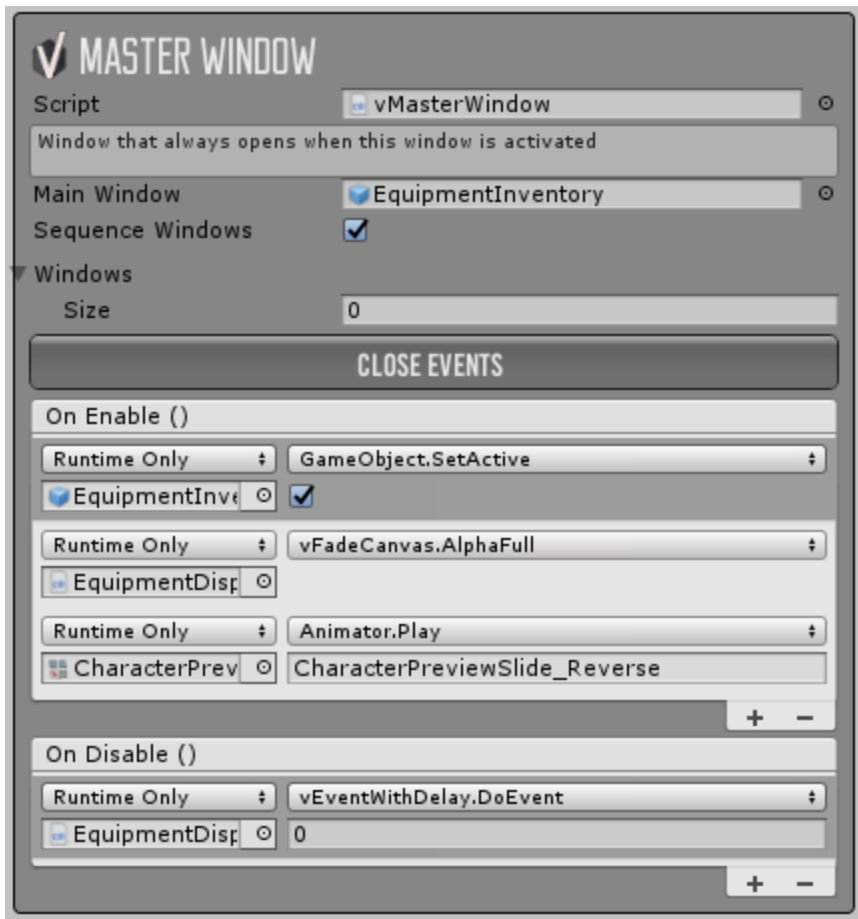 MASTER WINDOW
Script vMasterWindow
Window that always opens when this window is activated
Main Window EquipmentInventory
Sequence Windows
Windows
Size 0
CLOSE EVENTS
On Enable ()
Runtime Only GameObject.SetActive
EquipmentInve
Runtime Only vFadeCanvas.AlphaFull
EquipmentDisp
Runtime Only Animator.Play
CharacterPrev CharacterPreviewSlide_Reverse
+ −
On Disable ()
Runtime Only vEventWithDelay.DoEvent
EquipmentDisp 0
+ −